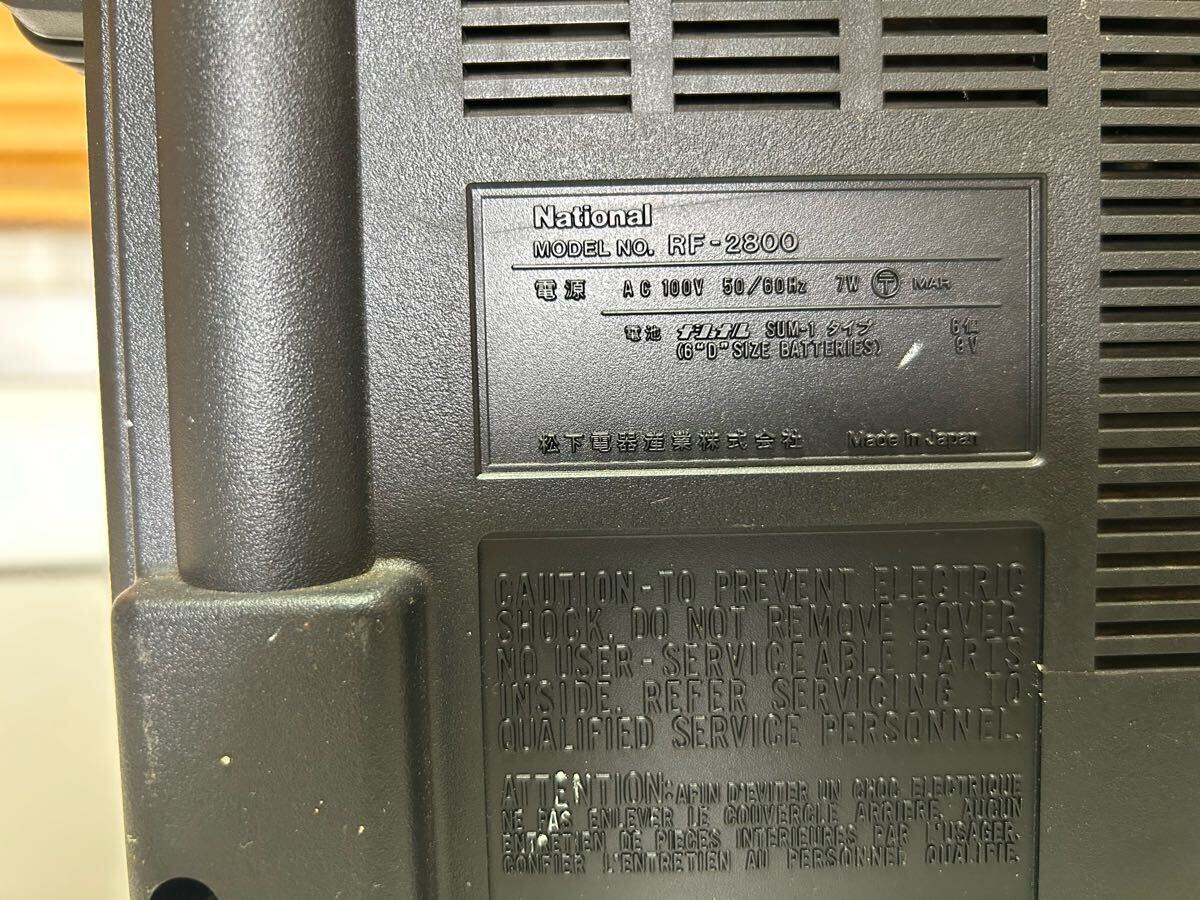 National
MODEL NO. RF-2800
電源 AC 100V 50/60Hz 7W 〒 MAR
電池 ナショナル SUM-1 タイプ 6個
(6"D"SIZE BATTERIES) 9V
松下電器産業株式会社 Made in Japan
CAUTION-TO PREVENT ELECTRIC
SHOCK, DO NOT REMOVE COVER.
NO USER-SERVICEABLE PARTS
INSIDE. REFER SERVICING TO
QUALIFIED SERVICE PERSONNEL.
ATTENTION: AFIN D'EVITER UN CHOC ELECTRIQUE
NE PAS ENLEVER LE COUVERCLE ARRIERE. AUCUN
ENTRETIEN DE PIECES INTERIEURES PAR L'USAGER.
CONFIER L'ENTRETIEN AU PERSONNEL QUALIFIE.